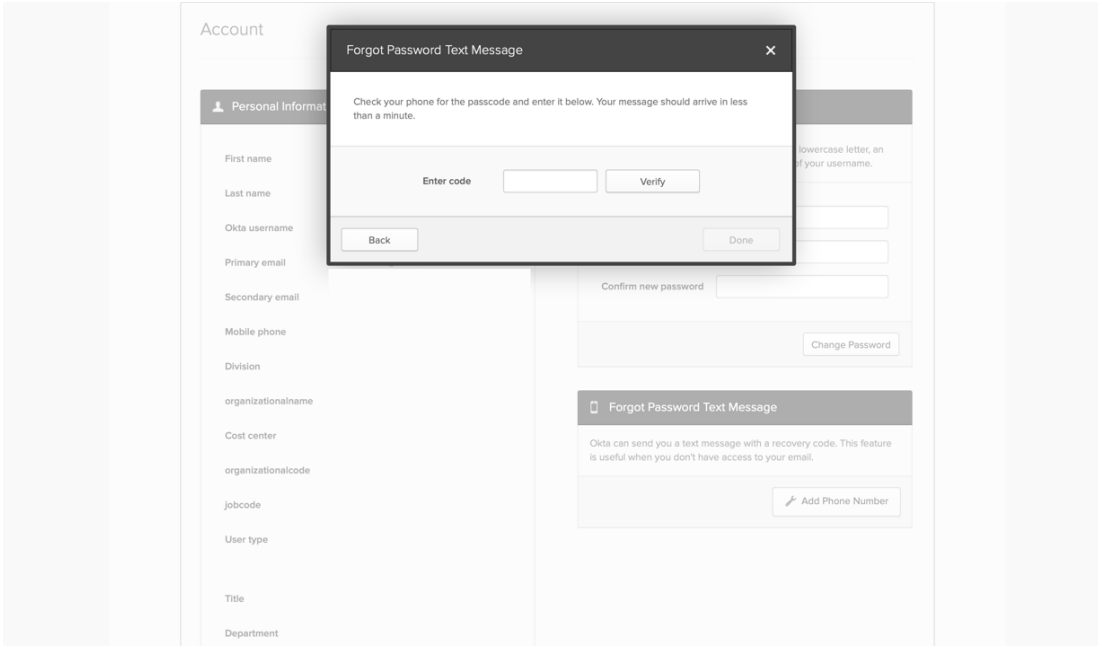 Account
Forgot Password Text Message
Check your phone for the passcode and enter it below. Your message should arrive in less
than a minute.
Enter code
Verify
Back
Done
Personal Informat
First name
Last name
Okta username
Primary email
Secondary email
Mobile phone
Division
organizationalname
Cost center
organizationalcode
jobcode
User type
Title
Department
lowercase letter, an
of your username.
Confirm new password
Change Password
Forgot Password Text Message
Okta can send you a text message with a recovery code. This feature
is useful when you don't have access to your email.
Add Phone Number